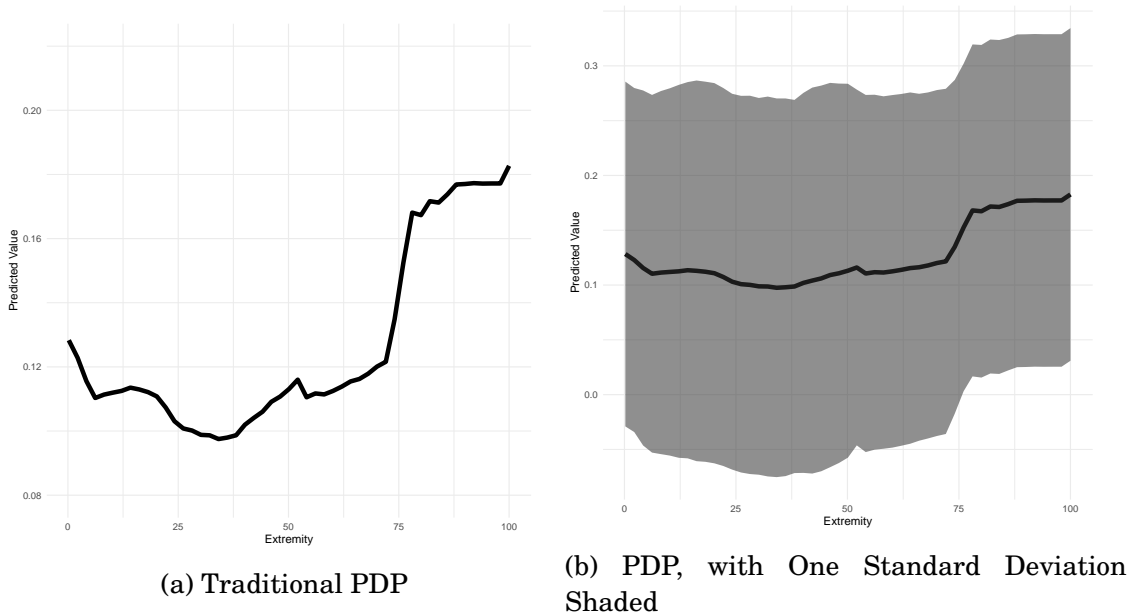 0.20
0.16
0.12
0.08
Predicted Value
0 25 50 75 100
Extremity
(a) Traditional PDP
0.3
0.2
0.1
0.0
Predicted Value
0 25 50 75 100
Extremity
(b) PDP, with One Standard Deviation
Shaded